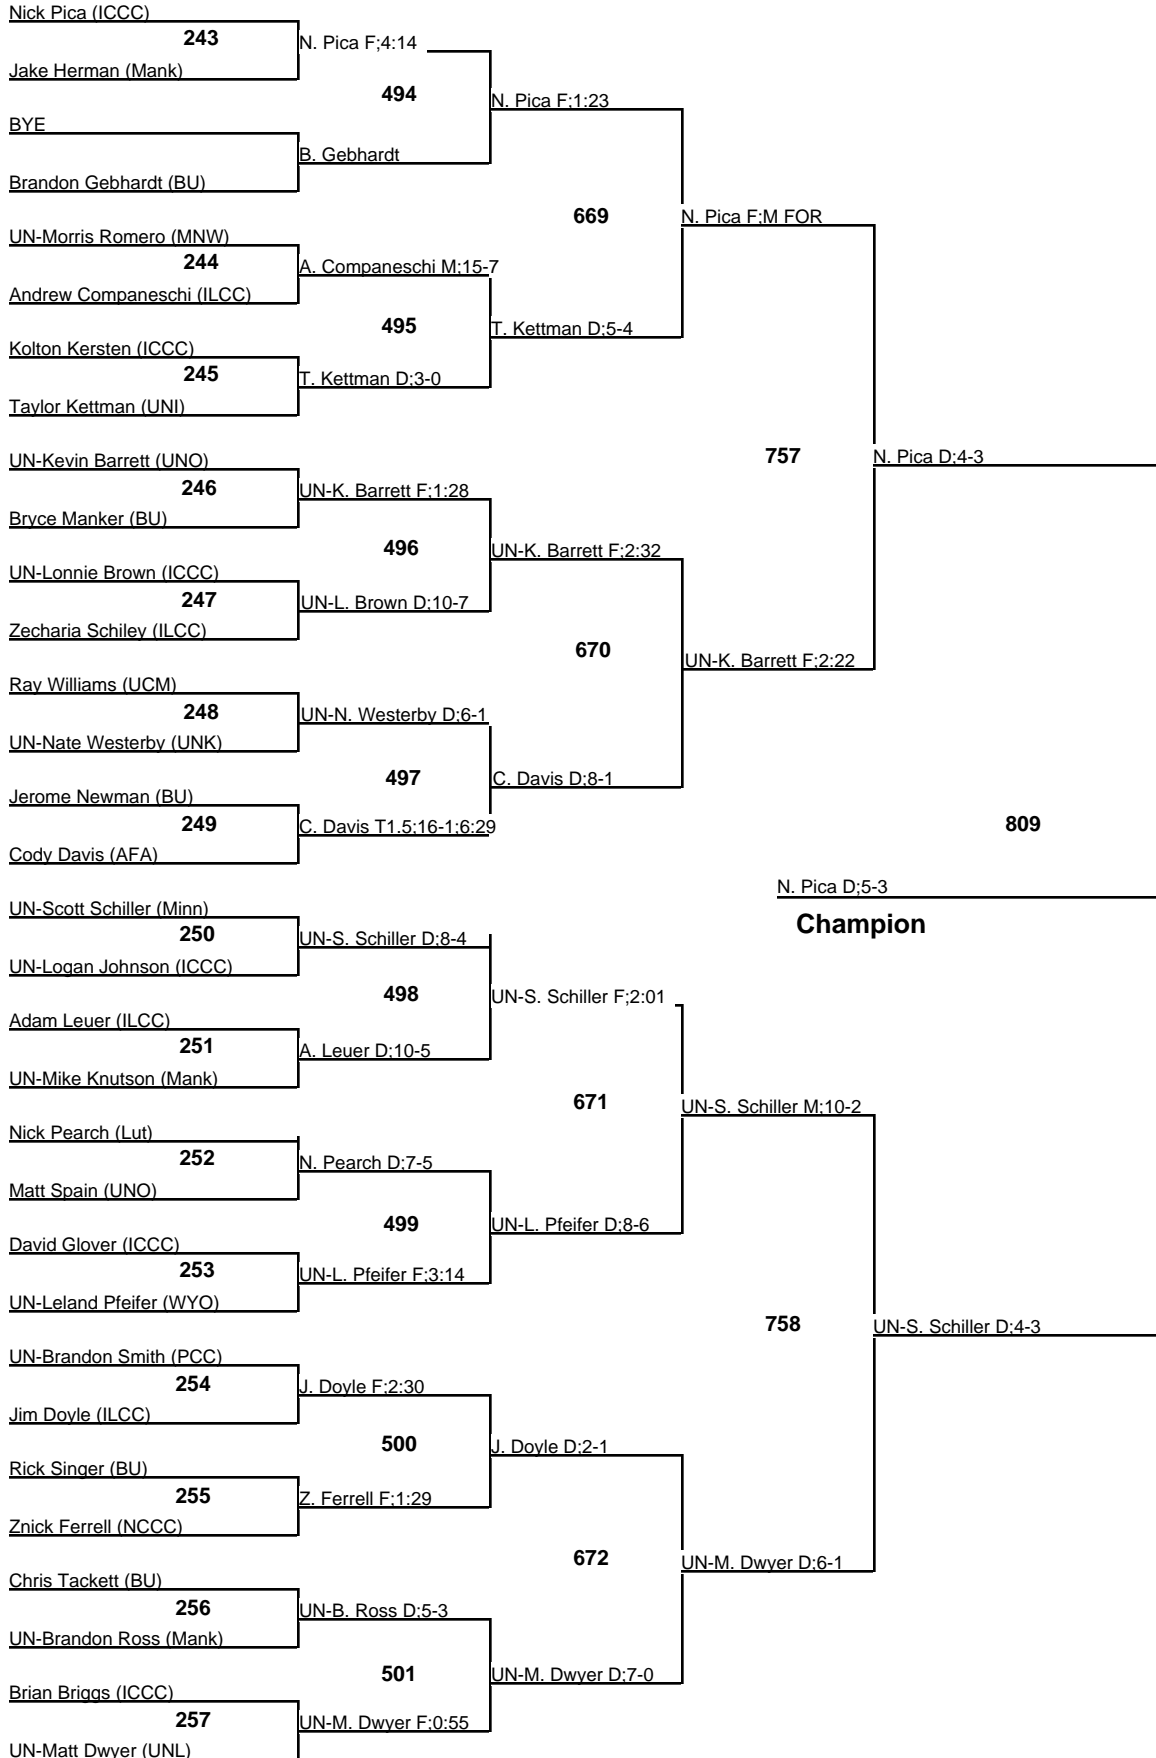 Nick Pica (ICCC)
243
N. Pica F;4:14
Jake Herman (Mank)
494
N. Pica F;1:23
BYE
B. Gebhardt
Brandon Gebhardt (BU)
669
N. Pica F;M FOR
UN-Morris Romero (MNW)
244
A. Companeschi M;15-7
Andrew Companeschi (ILCC)
495
T. Kettman D;5-4
Kolton Kersten (ICCC)
245
T. Kettman D;3-0
Taylor Kettman (UNI)
757
N. Pica D;4-3
UN-Kevin Barrett (UNO)
246
UN-K. Barrett F;1:28
Bryce Manker (BU)
496
UN-K. Barrett F;2:32
UN-Lonnie Brown (ICCC)
247
UN-L. Brown D;10-7
Zecharia Schiley (ILCC)
670
UN-K. Barrett F;2:22
Ray Williams (UCM)
248
UN-N. Westerby D;6-1
UN-Nate Westerby (UNK)
497
C. Davis D;8-1
Jerome Newman (BU)
249
C. Davis T1.5;16-1;6:29
809
Cody Davis (AFA)
N. Pica D;5-3
Champion
UN-Scott Schiller (Minn)
250
UN-S. Schiller D;8-4
UN-Logan Johnson (ICCC)
498
UN-S. Schiller F;2:01
Adam Leuer (ILCC)
251
A. Leuer D;10-5
UN-Mike Knutson (Mank)
671
UN-S. Schiller M;10-2
Nick Pearch (Lut)
252
N. Pearch D;7-5
Matt Spain (UNO)
499
UN-L. Pfeifer D;8-6
David Glover (ICCC)
253
UN-L. Pfeifer F;3:14
UN-Leland Pfeifer (WYO)
758
UN-S. Schiller D;4-3
UN-Brandon Smith (PCC)
254
J. Doyle F;2:30
Jim Doyle (ILCC)
500
J. Doyle D;2-1
Rick Singer (BU)
255
Z. Ferrell F;1:29
Znick Ferrell (NCCC)
672
UN-M. Dwyer D;6-1
Chris Tackett (BU)
256
UN-B. Ross D;5-3
UN-Brandon Ross (Mank)
501
UN-M. Dwyer D;7-0
Brian Briggs (ICCC)
257
UN-M. Dwyer F;0:55
UN-Matt Dwyer (UNL)